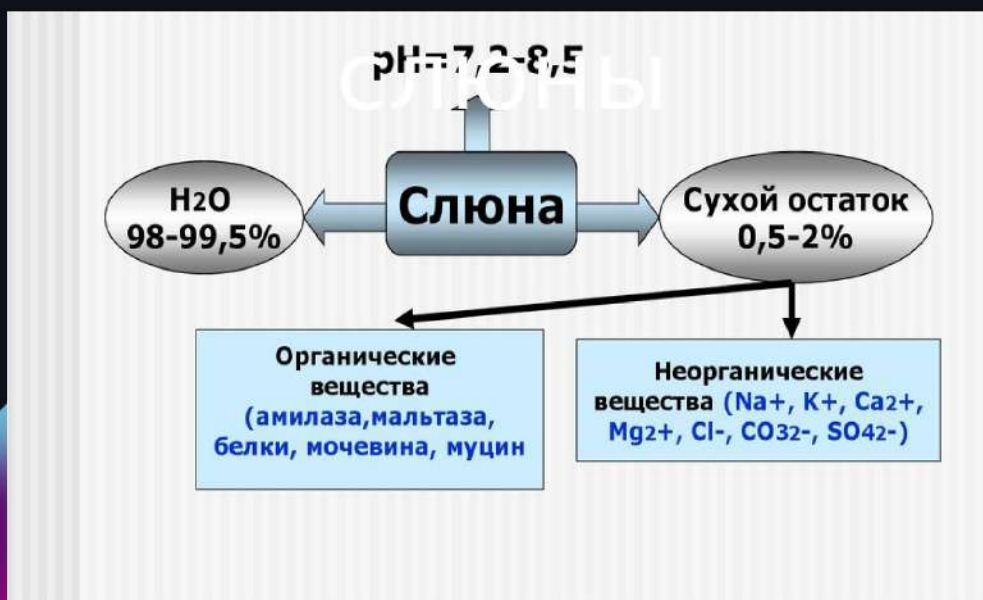 слюны
pH=7,2-8,5
Слюна
H2O
98-99,5%
Сухой остаток
0,5-2%
Органические
вещества
(амилаза,мальтаза,
белки, мочевина, муцин
Неорганические
вещества (Na+, K+, Ca2+,
Mg2+, Cl-, CO32-, SO42-)